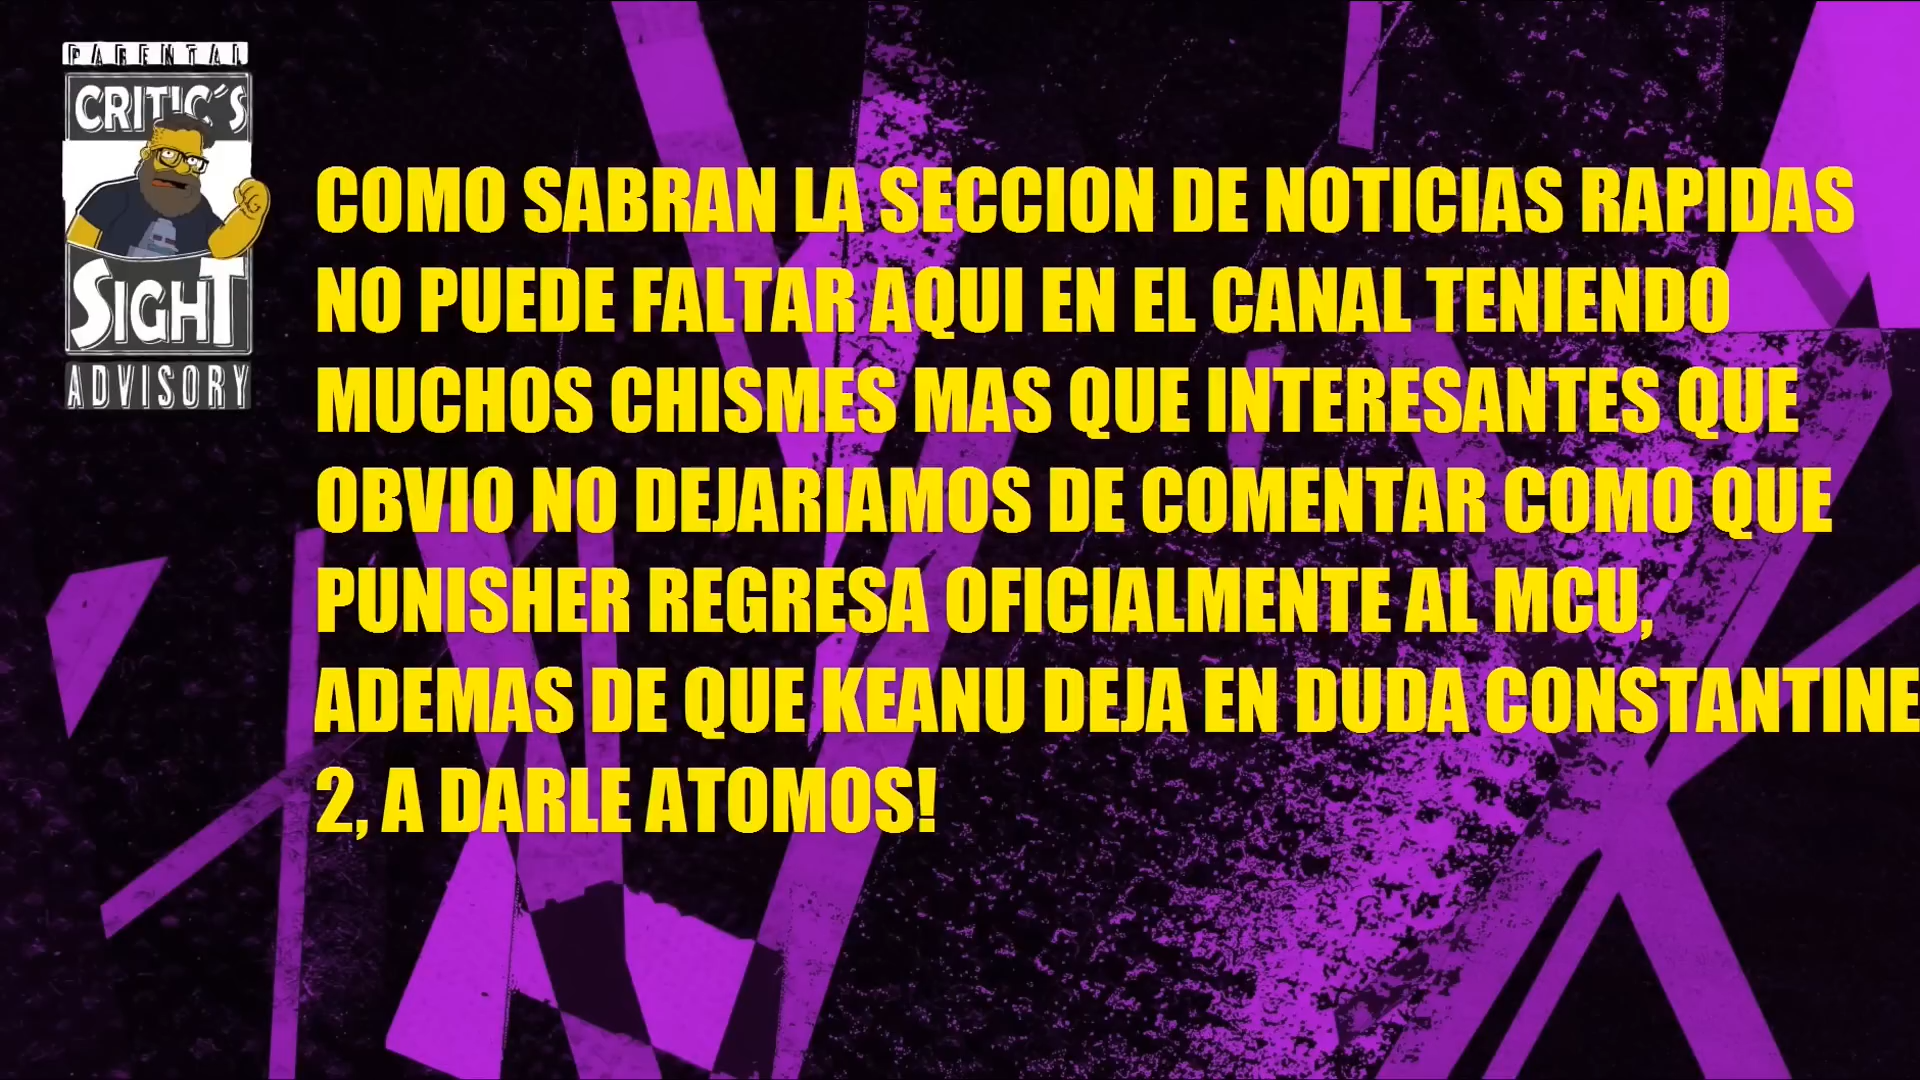 PARENTAL
CRITIC´S
SIGHT
ADVISORY
COMO SABRAN LA SECCION DE NOTICIAS RAPIDAS
NO PUEDE FALTAR AQUI EN EL CANAL TENIENDO
MUCHOS CHISMES MAS QUE INTERESANTES QUE
OBVIO NO DEJARIAMOS DE COMENTAR COMO QUE
PUNISHER REGRESA OFICIALMENTE AL MCU,
ADEMAS DE QUE KEANU DEJA EN DUDA CONSTANTINE
2, A DARLE ATOMOS!